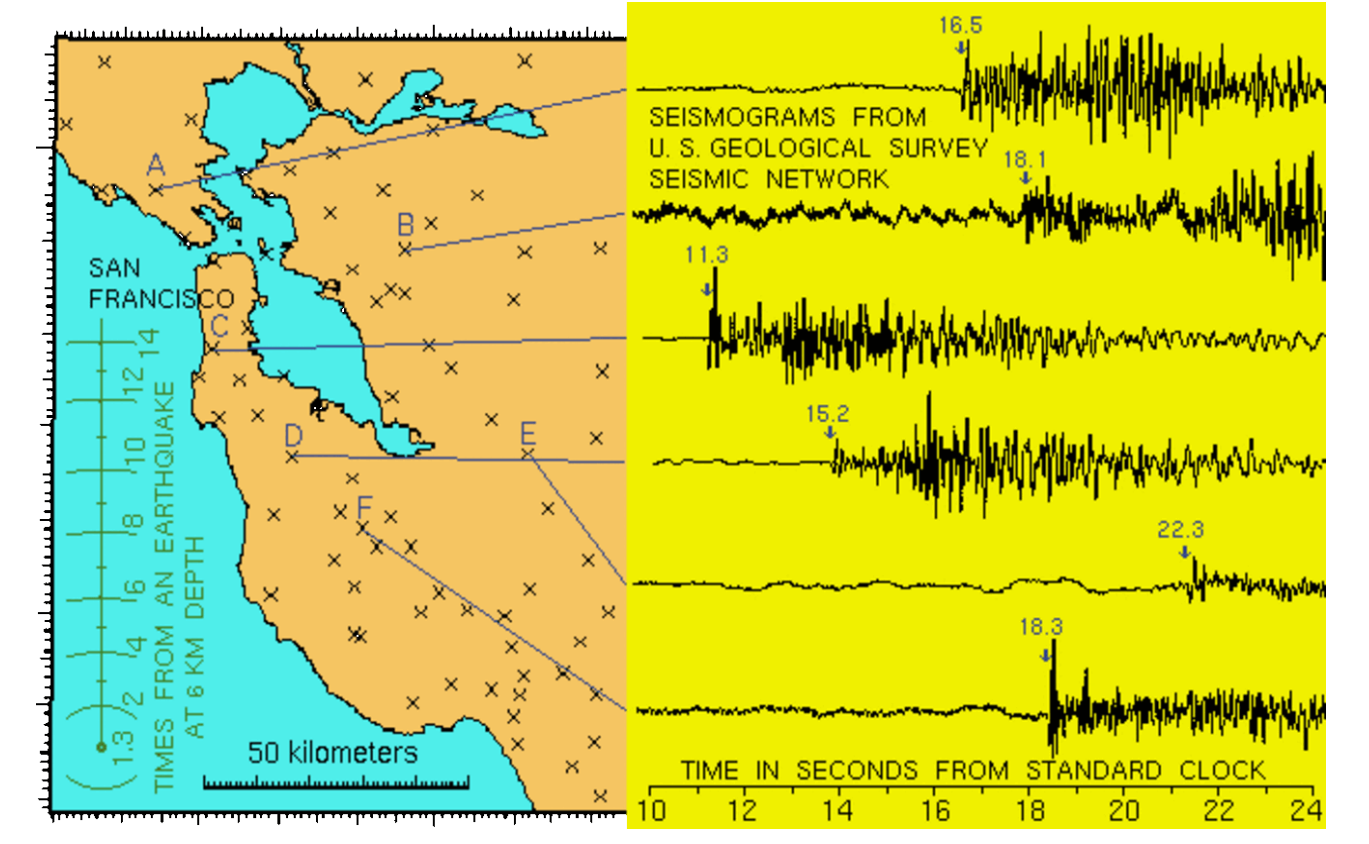 A
B
SAN
FRANCISCO
C
D
E
F
14
12
10
8
6
4
2
1.3
TIMES FROM AN EARTHQUAKE
AT 6 KM DEPTH
50 kilometers
16.5
SEISMOGRAMS FROM
U. S. GEOLOGICAL SURVEY
SEISMIC NETWORK
18.1
11.3
15.2
22.3
18.3
TIME IN SECONDS FROM STANDARD CLOCK
10 12 14 16 18 20 22 24